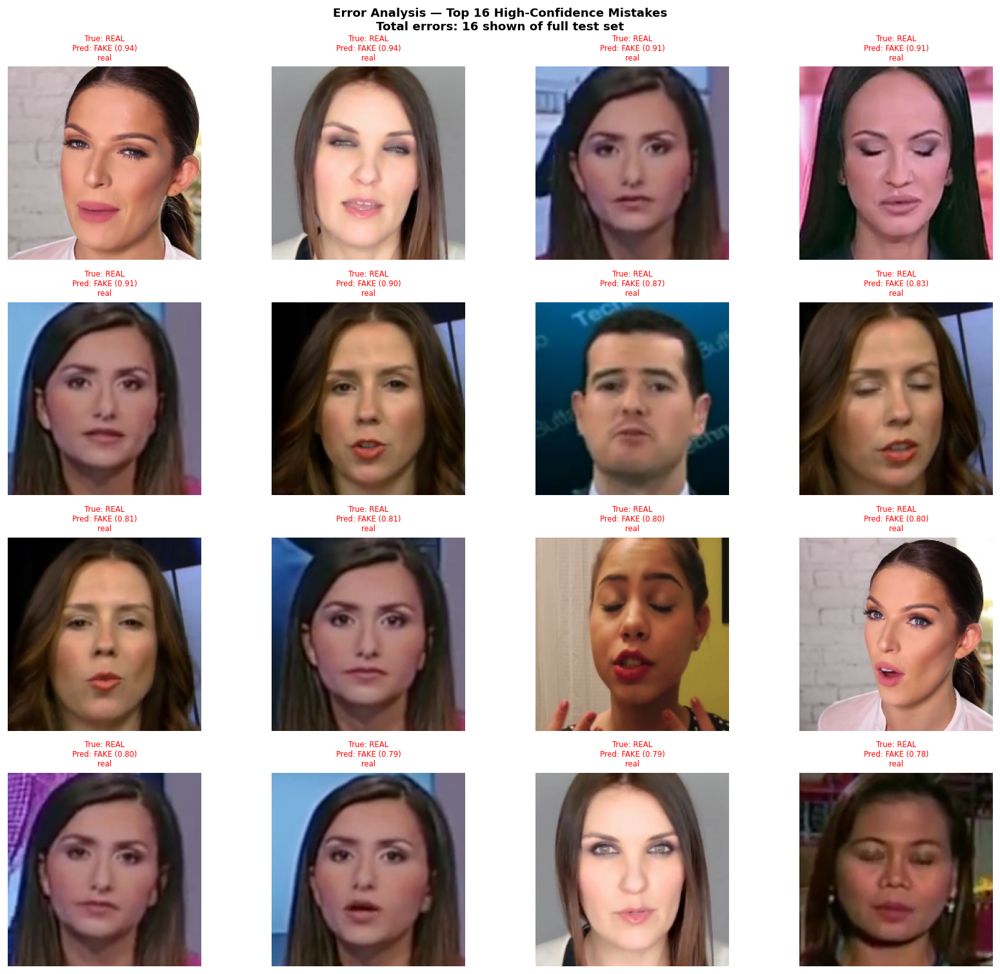 Error Analysis — Top 16 High-Confidence Mistakes
Total errors: 16 shown of full test set
True: REAL
Pred: FAKE (0.94)
real
True: REAL
Pred: FAKE (0.94)
real
True: REAL
Pred: FAKE (0.91)
real
True: REAL
Pred: FAKE (0.91)
real
True: REAL
Pred: FAKE (0.91)
real
True: REAL
Pred: FAKE (0.90)
real
True: REAL
Pred: FAKE (0.87)
real
True: REAL
Pred: FAKE (0.83)
real
Techn
Buff
Buffa
Techn
True: REAL
Pred: FAKE (0.81)
real
True: REAL
Pred: FAKE (0.81)
real
True: REAL
Pred: FAKE (0.80)
real
True: REAL
Pred: FAKE (0.80)
real
True: REAL
Pred: FAKE (0.80)
real
True: REAL
Pred: FAKE (0.79)
real
True: REAL
Pred: FAKE (0.79)
real
True: REAL
Pred: FAKE (0.78)
real